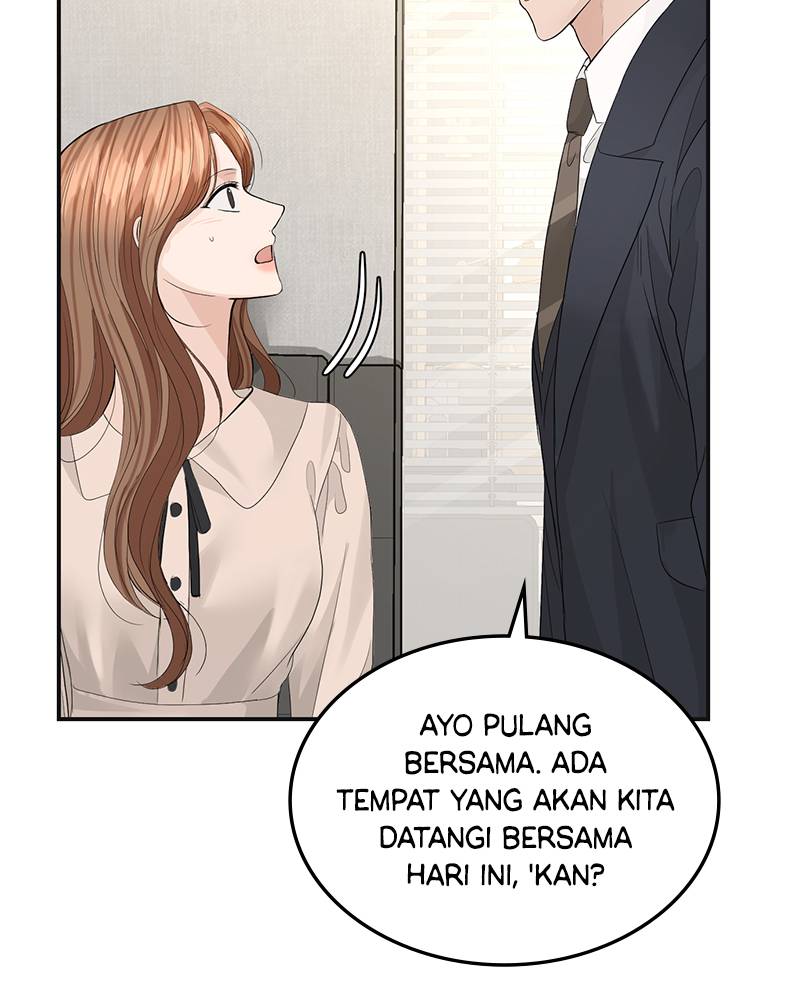 AYO PULANG
BERSAMA. ADA
TEMPAT YANG AKAN KITA
DATANGI BERSAMA
HARI INI, 'KAN?